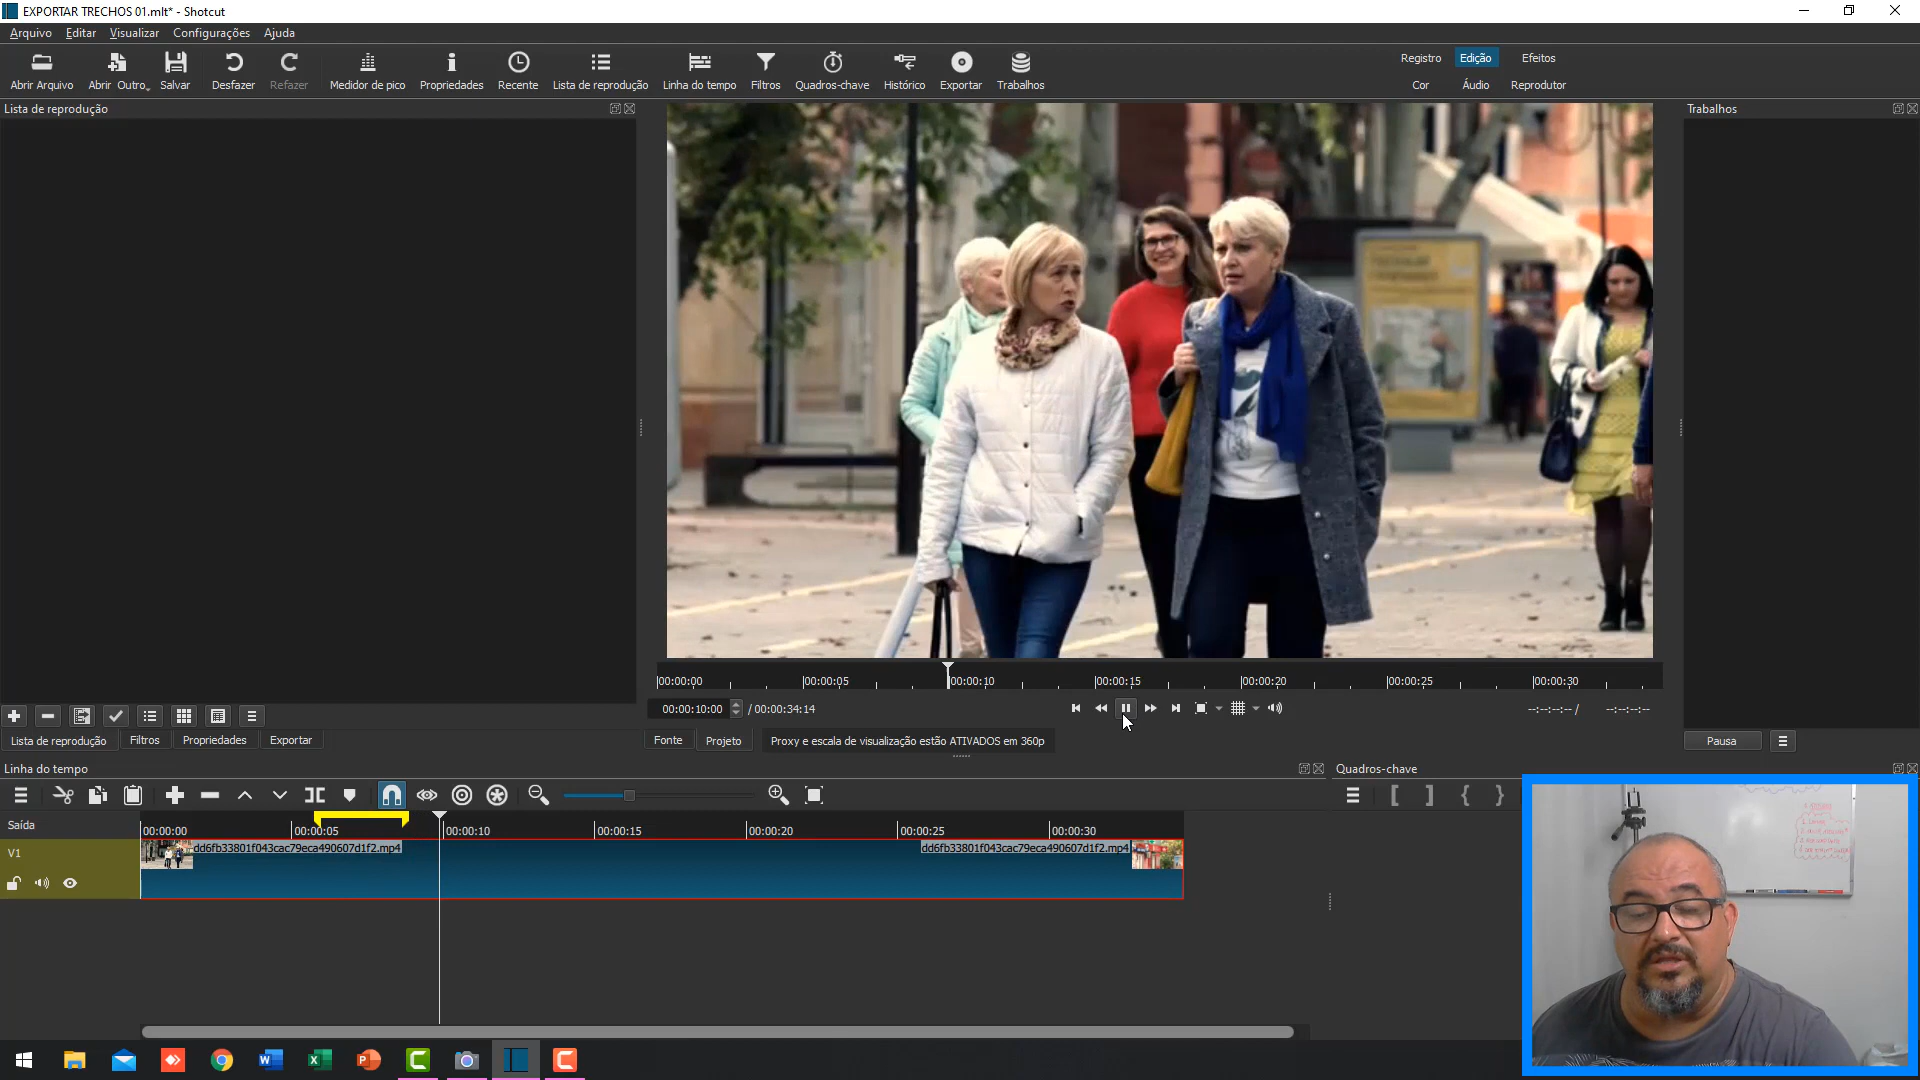 EXPORTAR TRECHOS 01.mlt* - Shotcut
Arquivo Editar Visualizar Configurações Ajuda
Abrir Arquivo Abrir Outro Salvar Desfazer Refazer Medidor de pico Propriedades Recente Lista de reprodução Linha do tempo Filtros Quadros-chave Histórico Exportar Trabalhos
Registro Edição Efeitos
Cor Áudio Reprodutor
Lista de reprodução
Trabalhos
00:00:00 00:00:05 00:00:10 00:00:15 00:00:20 00:00:25 00:00:30
00:00:10:00 / 00:00:34:14
--:--:--:-- / --:--:--:--
Lista de reprodução Filtros Propriedades Exportar
Fonte Projeto Proxy e escala de visualização estão ATIVADOS em 360p
Pausa
Linha do tempo
Quadros-chave
Saída
00:00:00 00:00:05 00:00:10 00:00:15 00:00:20 00:00:25 00:00:30
V1
dd6fb33801f043cac79eca490607d1f2.mp4 dd6fb33801f043cac79eca490607d1f2.mp4